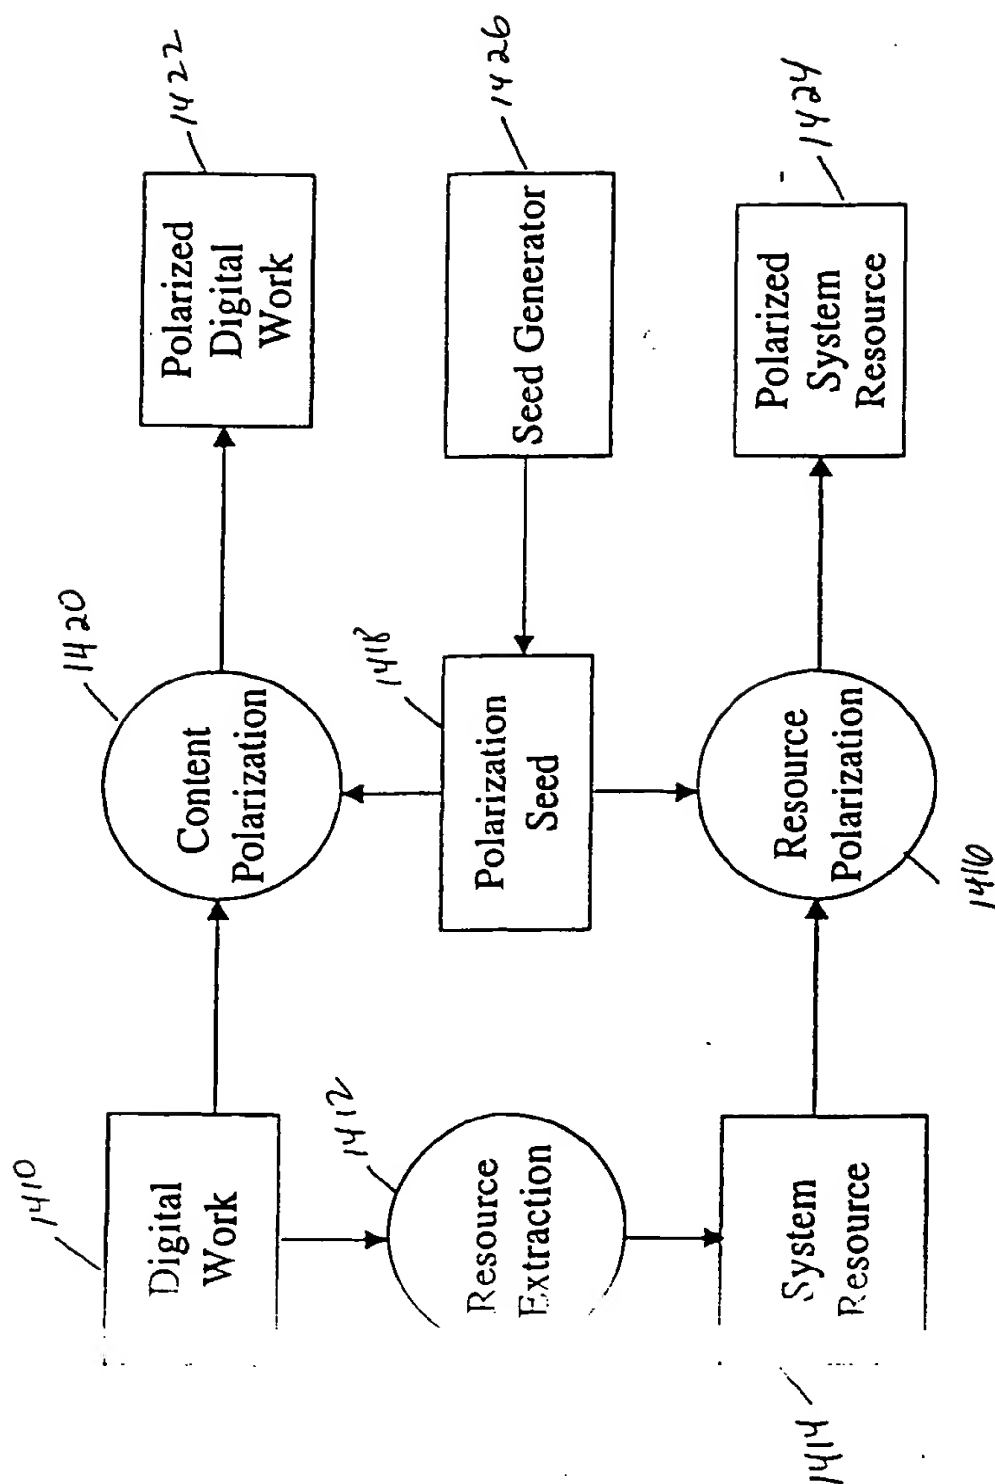 1410
Digital
Work
1420
Content
Polarization
1422
Polarized
Digital
Work
1412
Resource
Extraction
1418
Polarization
Seed
1426
Seed Generator
1414
System
Resource
1416
Resource
Polarization
1424
Polarized
System
Resource